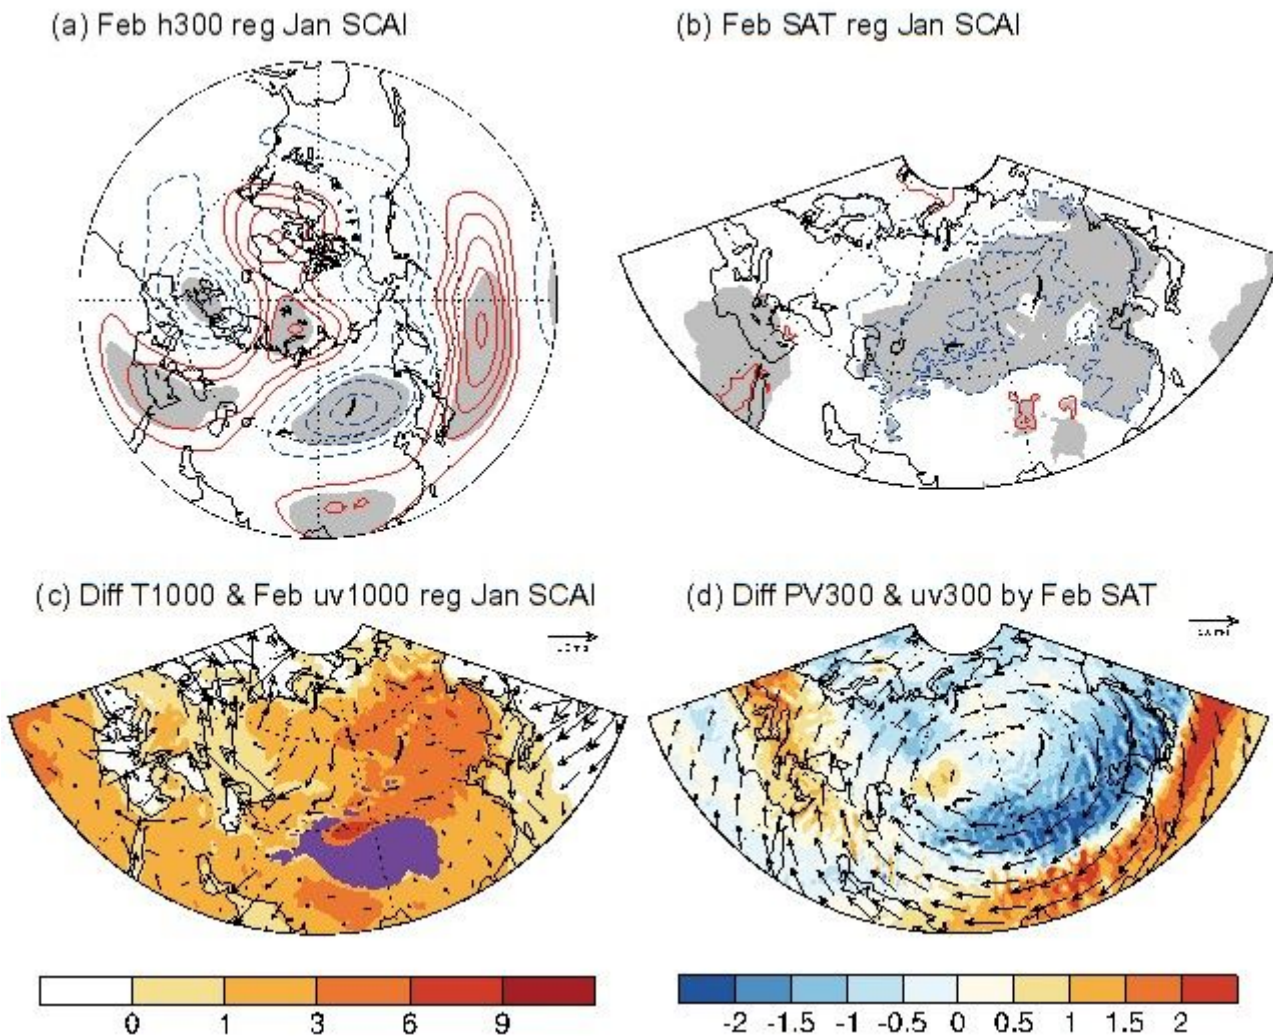 (a) Feb h300 reg Jan SCAI
(b) Feb SAT reg Jan SCAI
(c) Diff T1000 & Feb uv1000 reg Jan SCAI
(d) Diff PV300 & uv300 by Feb SAT
0 1 3 6 9
-2 -1.5 -1 -0.5 0 0.5 1 1.5 2